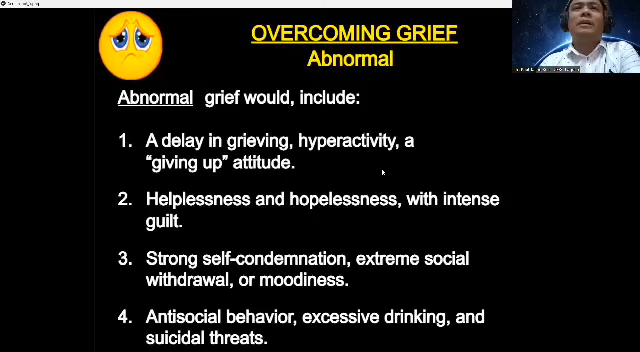 OVERCOMING GRIEF
Abnormal
Abnormal grief would, include:
1. A delay in grieving, hyperactivity, a
"giving up" attitude.
2. Helplessness and hopelessness, with intense
guilt.
3. Strong self-condemnation, extreme social
withdrawal, or moodiness.
4. Antisocial behavior, excessive drinking, and
suicidal threats.